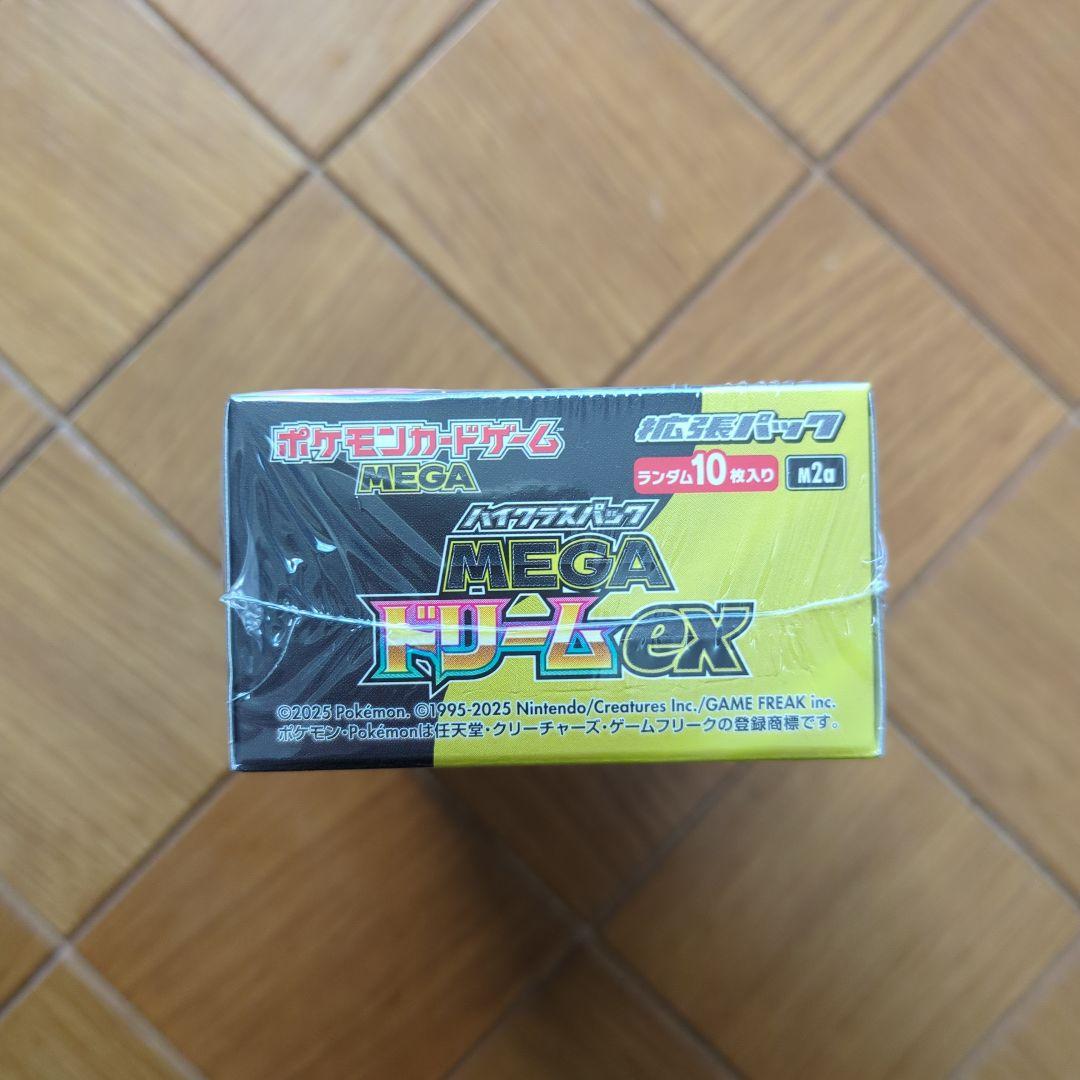 ポケモンカードゲーム
MEGA
拡張パック
ランダム10枚入り M2a
ハイクラスパック
MEGA
ドリームex
©2025 Pokémon. ©1995-2025 Nintendo/Creatures Inc./GAME FREAK inc.
ポケモン・Pokémonは任天堂・クリーチャーズ・ゲームフリークの登録商標です。